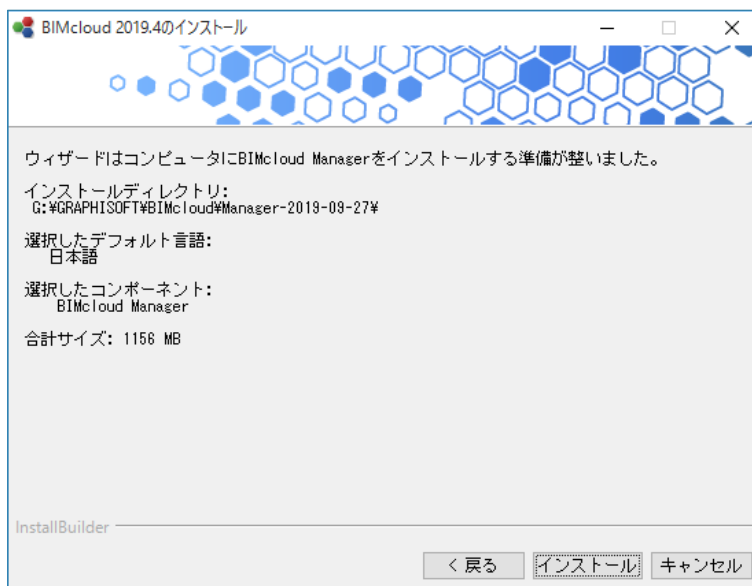 BIMcloud 2019.4のインストール
ウィザードはコンピュータにBIMcloud Managerをインストールする準備が整いました。
インストールディレクトリ:
G:¥GRAPHISOFT¥BIMcloud¥Manager-2019-09-27¥
選択したデフォルト言語:
日本語
選択したコンポーネント:
BIMcloud Manager
合計サイズ: 1156 MB
InstallBuilder
< 戻る
インストール
キャンセル